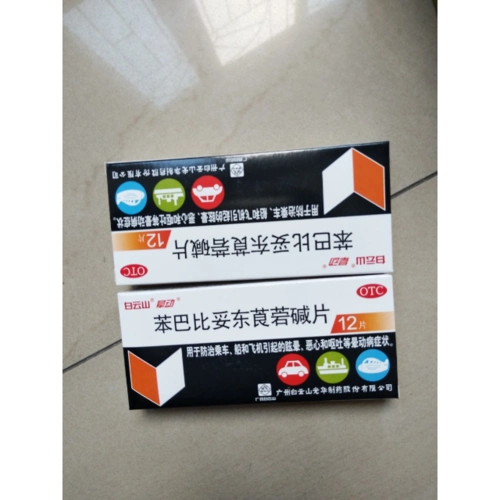 广州白云山光华制药股份有限公司
用于防治乘车、船和飞机引起的眩晕、恶心和呕吐等晕动病症状。
12片
苯巴比妥东莨菪碱片
OTC
白云山® 晕动
白云山® 晕动
OTC
苯巴比妥东莨菪碱片
12片
用于防治乘车、船和飞机引起的眩晕、恶心和呕吐等晕动病症状。
广州白云山光华制药股份有限公司